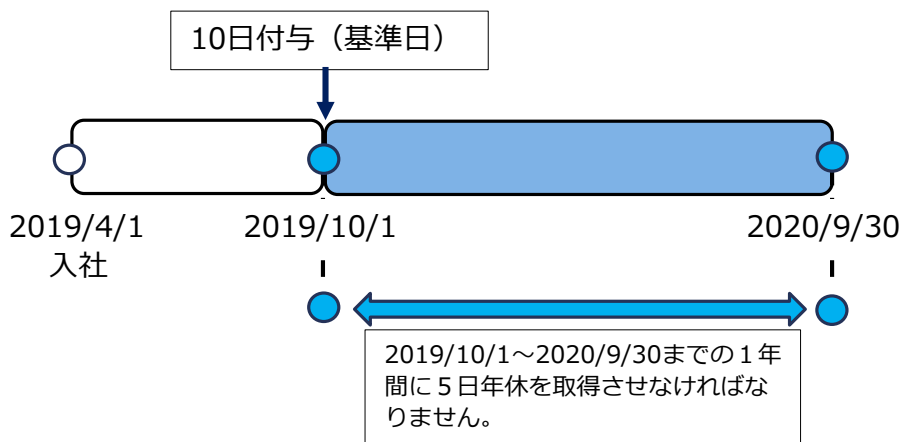 10日付与（基準日）
2019/4/1
入社
2019/10/1
2020/9/30
2019/10/1～2020/9/30までの１年
間に５日年休を取得させなければな
りません。